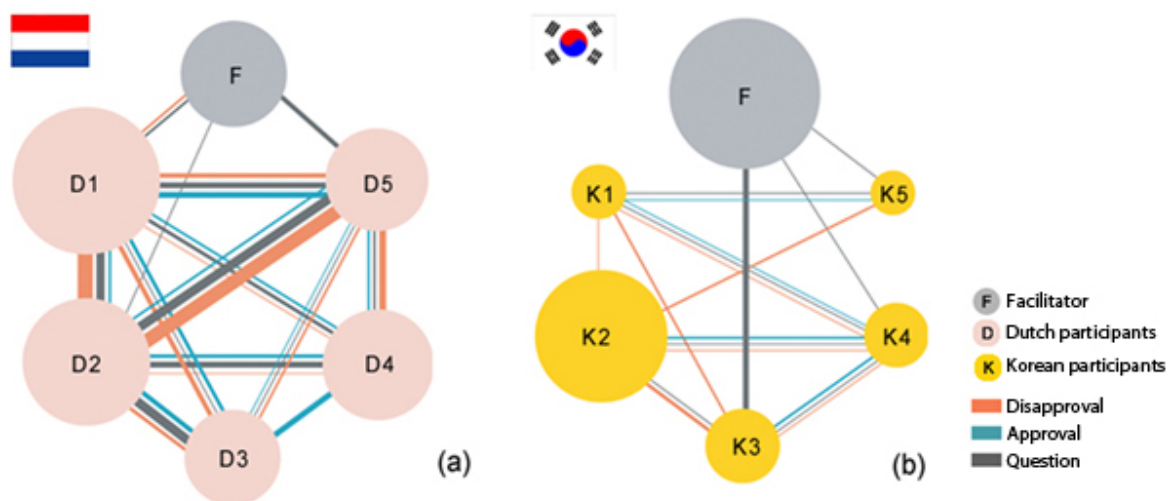 F
D1
D5
D2
D4
D3
(a)
F
K1
K5
K2
K4
K3
(b)
F Facilitator
D Dutch participants
K Korean participants
Disapproval
Approval
Question